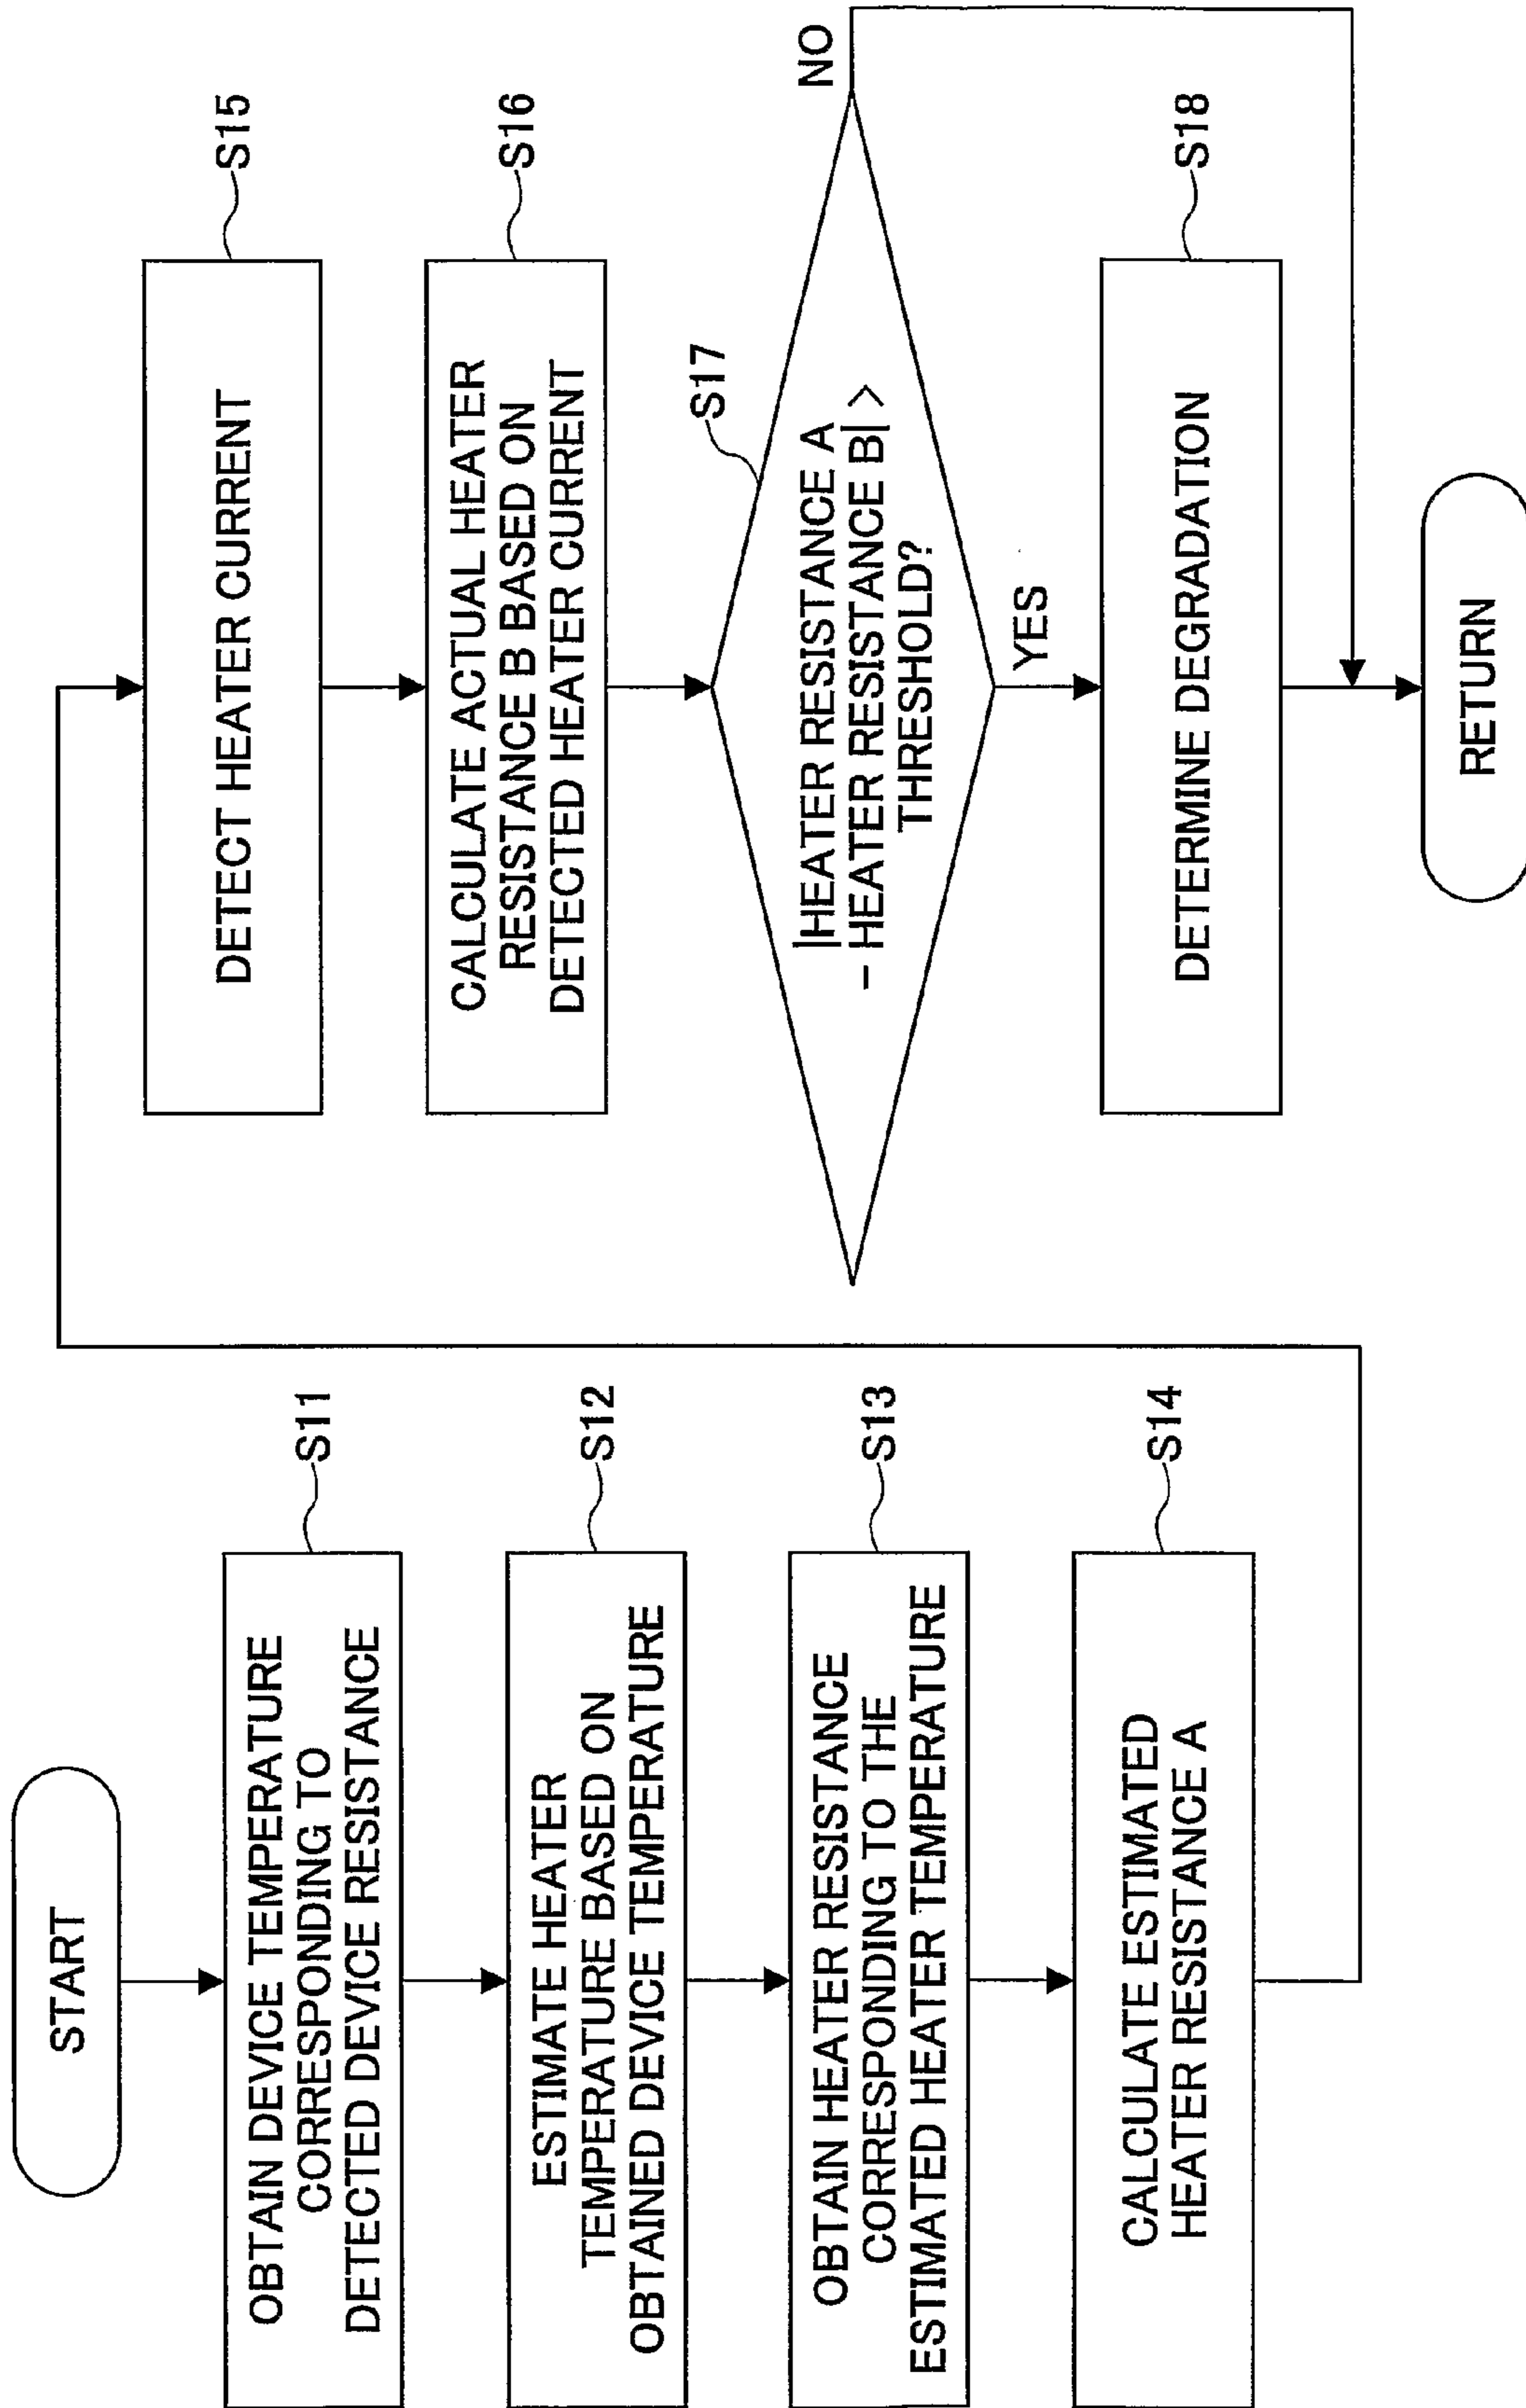 START
OBTAIN DEVICE TEMPERATURE
CORRESPONDING TO
DETECTED DEVICE RESISTANCE
S11
ESTIMATE HEATER
TEMPERATURE BASED ON
OBTAINED DEVICE TEMPERATURE
S12
OBTAIN HEATER RESISTANCE
CORRESPONDING TO THE
ESTIMATED HEATER TEMPERATURE
S13
CALCULATE ESTIMATED
HEATER RESISTANCE A
S14
DETECT HEATER CURRENT
S15
CALCULATE ACTUAL HEATER
RESISTANCE B BASED ON
DETECTED HEATER CURRENT
S16
S17
|HEATER RESISTANCE A
- HEATER RESISTANCE B| >
THRESHOLD?
NO
YES
DETERMINE DEGRADATION
S18
RETURN